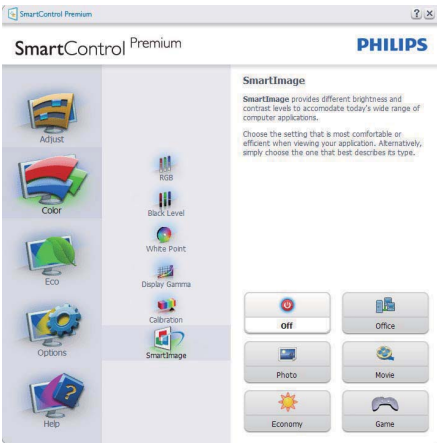 SmartControl Premium
? X
SmartControl Premium
PHILIPS
Adjust
Color
Eco
Options
Help
RGB
Black Level
White Point
Display Gamma
Calibration
SmartImage
SmartImage
SmartImage provides different brightness and
contrast levels to accomodate today's wide range of
computer applications.
Choose the setting that is most comfortable or
efficient when viewing your application. Alternatively,
simply choose the one that best describes its type.
Off
Office
Photo
Movie
Economy
Game